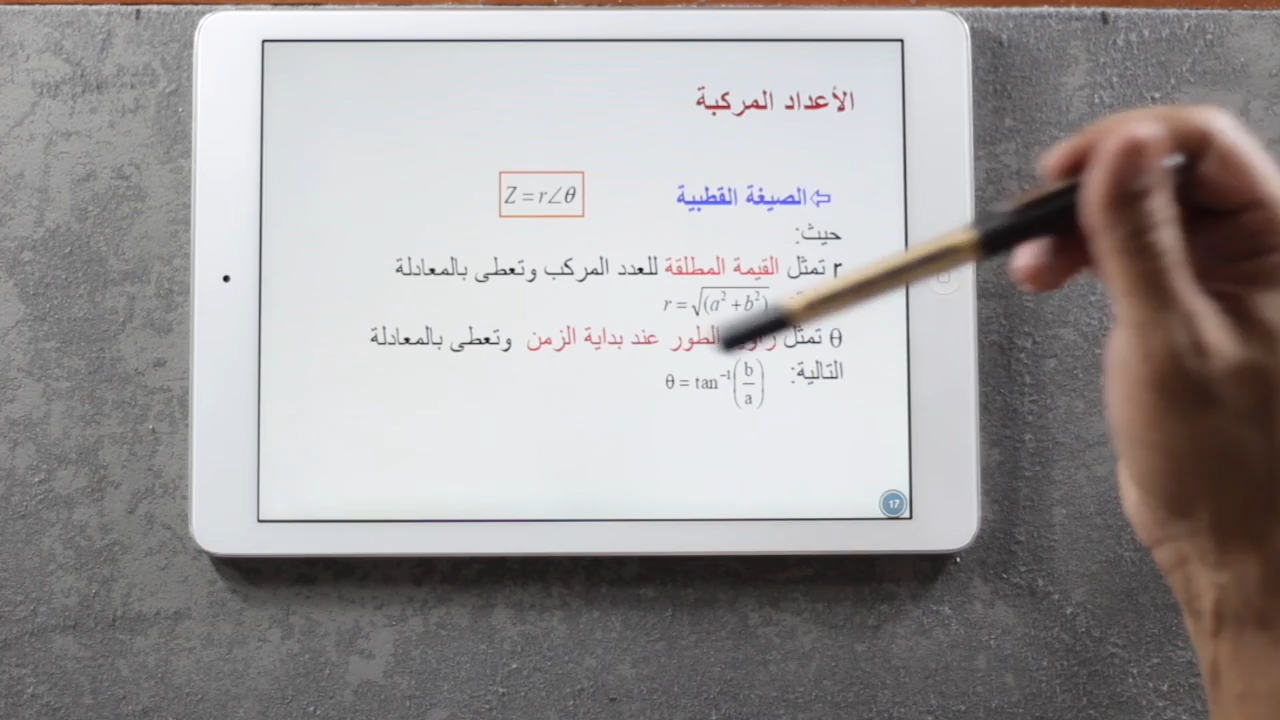 الأعداد المركبة
الصيغة القطبية Z = r∠θ
حيث:
r تمثل القيمة المطلقة للعدد المركب وتعطى بالمعادلة
r = √(a² + b²)
θ تمثل الطور عند بداية الزمن وتعطى بالمعادلة
التالية: θ = tan⁻¹(b/a)
17